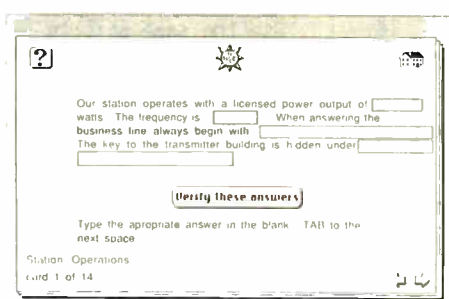 ?
Our station operates with a licensed power output of
watts The frequency is When answering the
business line always begin with
The key to the transmitter building is hidden under
Verify these answers
Type the apropriate answer in the blank TAB to the
next space
Station Operations
card 1 of 14